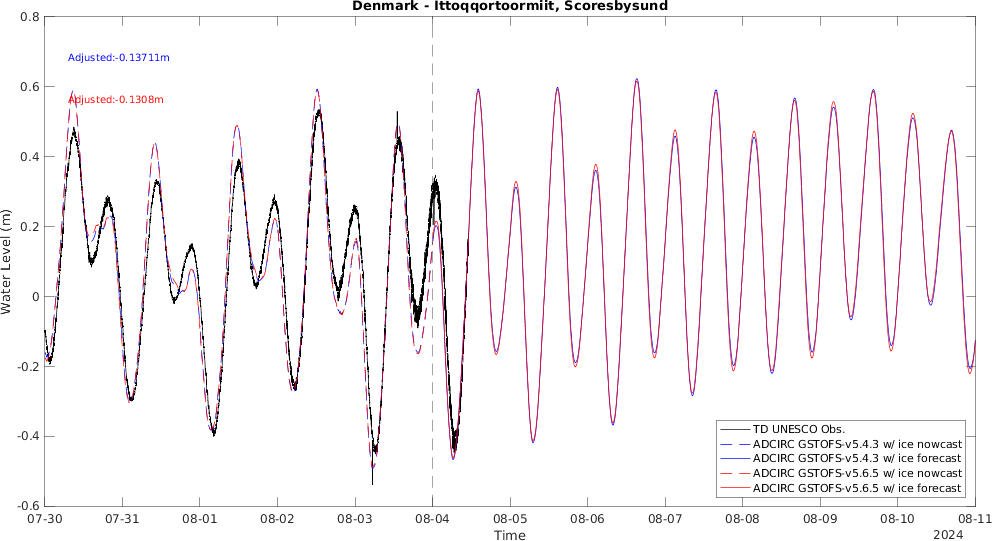 Denmark - Ittoqqortoormiit, Scoresbysund
0.8
Adjusted:-0.13711m
0.6
Adjusted:-0.1308m
0.4
0.2
0
-0.2
-0.4
-0.6
Water Level (m)
TD UNESCO Obs.
ADCIRC GSTOFS-v5.4.3 w/ ice nowcast
ADCIRC GSTOFS-v5.4.3 w/ ice forecast
ADCIRC GSTOFS-v5.6.5 w/ ice nowcast
ADCIRC GSTOFS-v5.6.5 w/ ice forecast
07-30 07-31 08-01 08-02 08-03 08-04 08-05 08-06 08-07 08-08 08-09 08-10 08-11
Time
2024